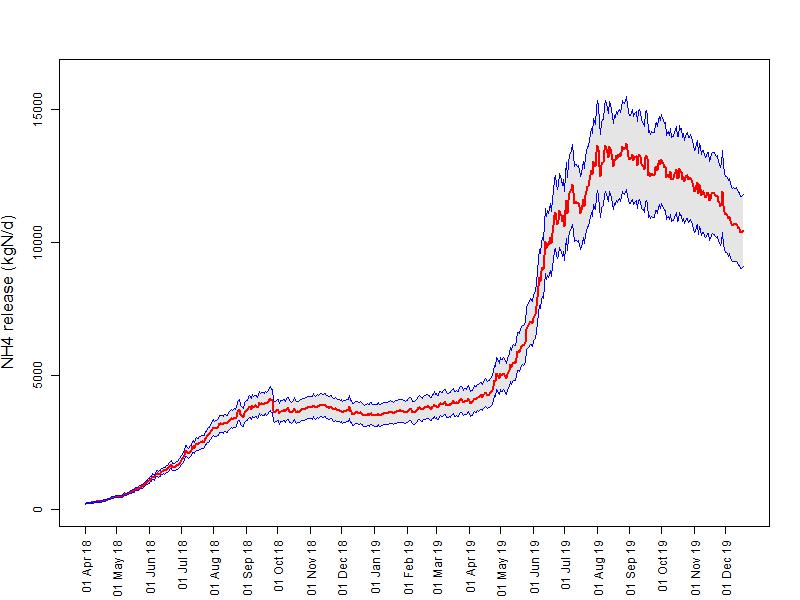 NH4 release (kgN/d)
15000
10000
5000
0
01 Apr 18
01 May 18
01 Jun 18
01 Jul 18
01 Aug 18
01 Sep 18
01 Oct 18
01 Nov 18
01 Dec 18
01 Jan 19
01 Feb 19
01 Mar 19
01 Apr 19
01 May 19
01 Jun 19
01 Jul 19
01 Aug 19
01 Sep 19
01 Oct 19
01 Nov 19
01 Dec 19